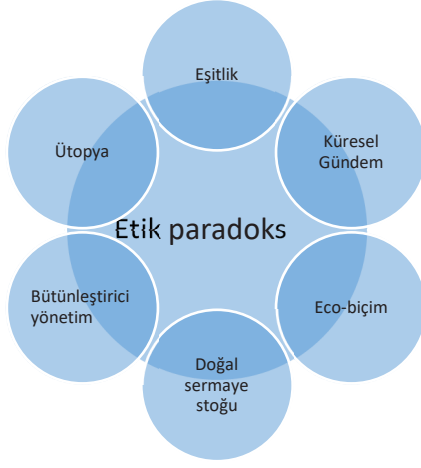 Eşitlik
Küresel
Gündem
Eco-biçim
Doğal
sermaye
stoğu
Bütünleştirici
yönetim
Ütopya
Etik paradoks